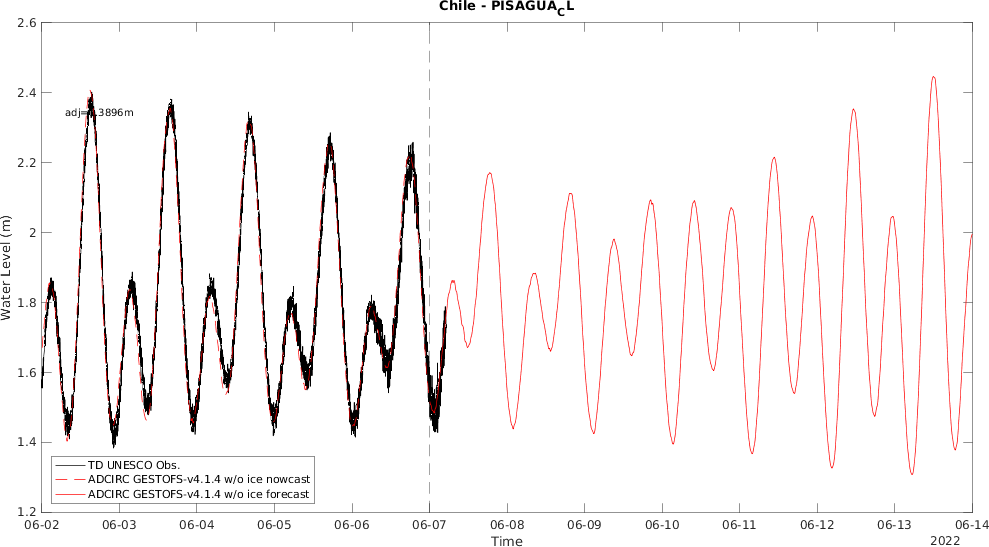 Chile - PISAGUA_CL
2.6
2.4
2.2
2
1.8
1.6
1.4
1.2
Water Level (m)
TD UNESCO Obs.
ADCIRC GESTOFS-v4.1.4 w/o ice nowcast
ADCIRC GESTOFS-v4.1.4 w/o ice forecast
06-02 06-03 06-04 06-05 06-06 06-07 06-08 06-09 06-10 06-11 06-12 06-13 06-14
Time
2022